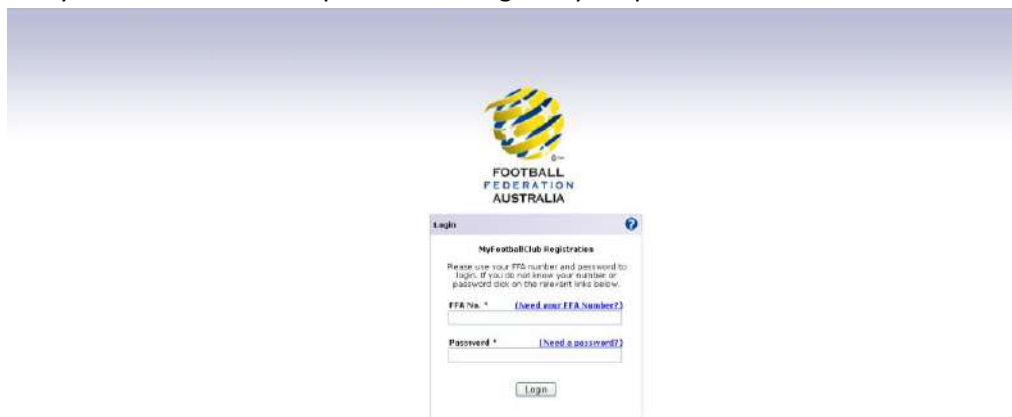 FOOTBALL
FEDERATION
AUSTRALIA
Login
?
MyFootballClub Registration
Please use your FFA number and password to
login. If you do not know your number or
password click on the relevant links below.
FFA No. * (Need your FFA Number?)
Password * (Need a password?)
Login